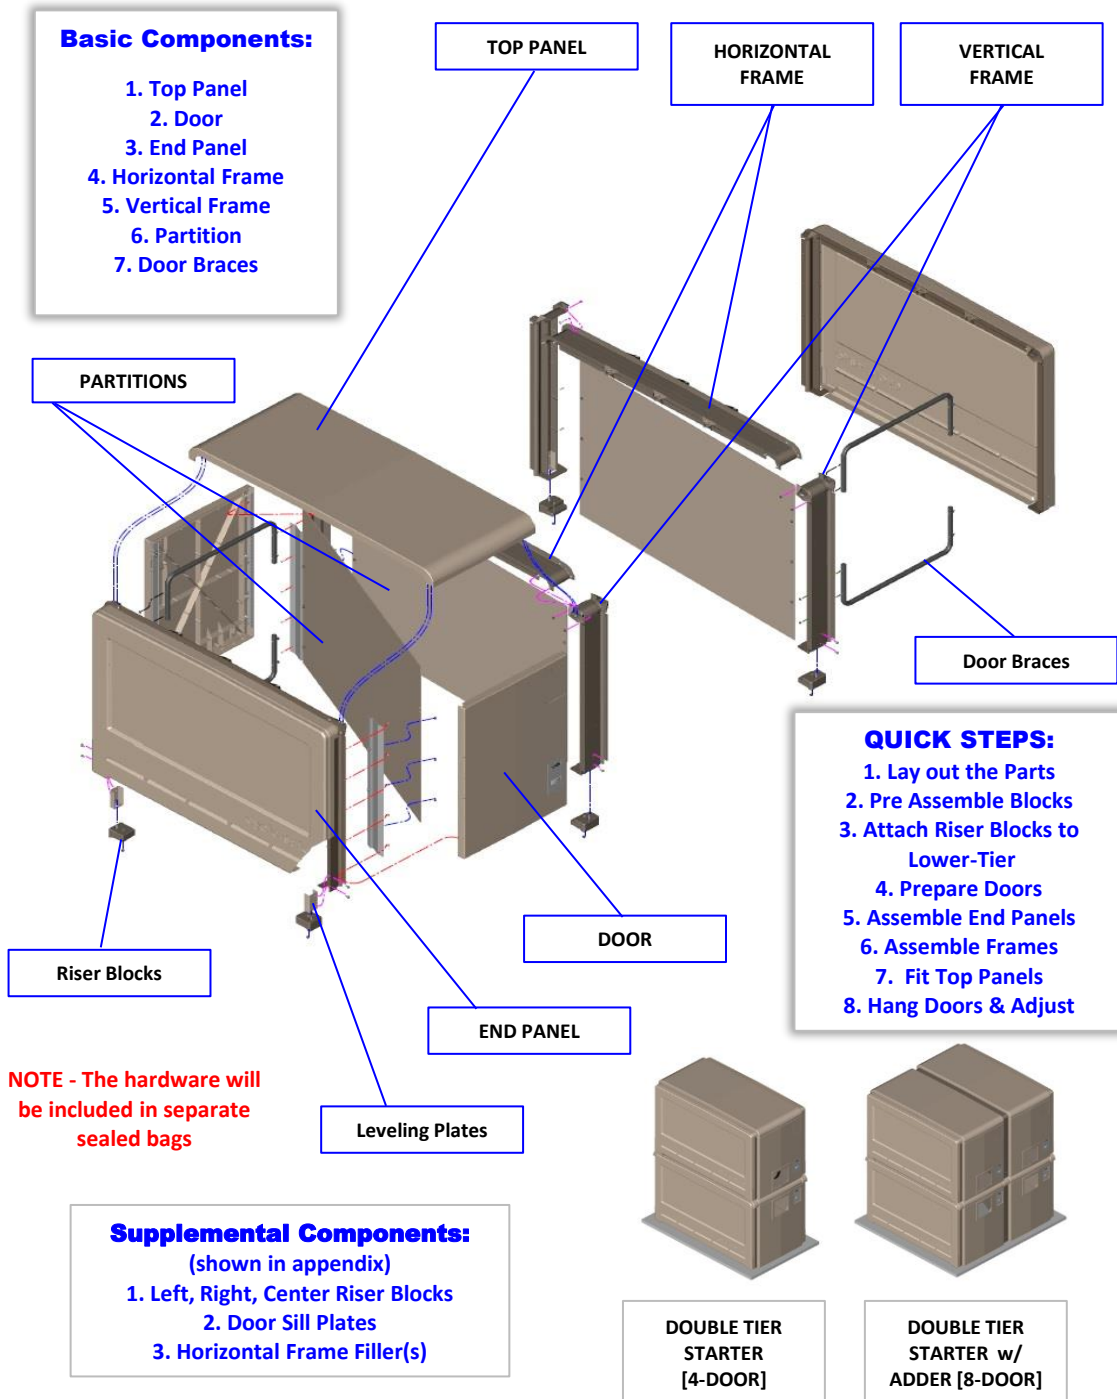 Basic Components:
1. Top Panel
2. Door
3. End Panel
4. Horizontal Frame
5. Vertical Frame
6. Partition
7. Door Braces
TOP PANEL
HORIZONTAL
FRAME
VERTICAL
FRAME
PARTITIONS
Door Braces
QUICK STEPS:
1. Lay out the Parts
2. Pre Assemble Blocks
3. Attach Riser Blocks to
Lower-Tier
4. Prepare Doors
5. Assemble End Panels
6. Assemble Frames
7. Fit Top Panels
8. Hang Doors & Adjust
DOOR
Riser Blocks
END PANEL
NOTE - The hardware will
be included in separate
sealed bags
Leveling Plates
Supplemental Components:
(shown in appendix)
1. Left, Right, Center Riser Blocks
2. Door Sill Plates
3. Horizontal Frame Filler(s)
DOUBLE TIER
STARTER
[4-DOOR]
DOUBLE TIER
STARTER w/
ADDER [8-DOOR]